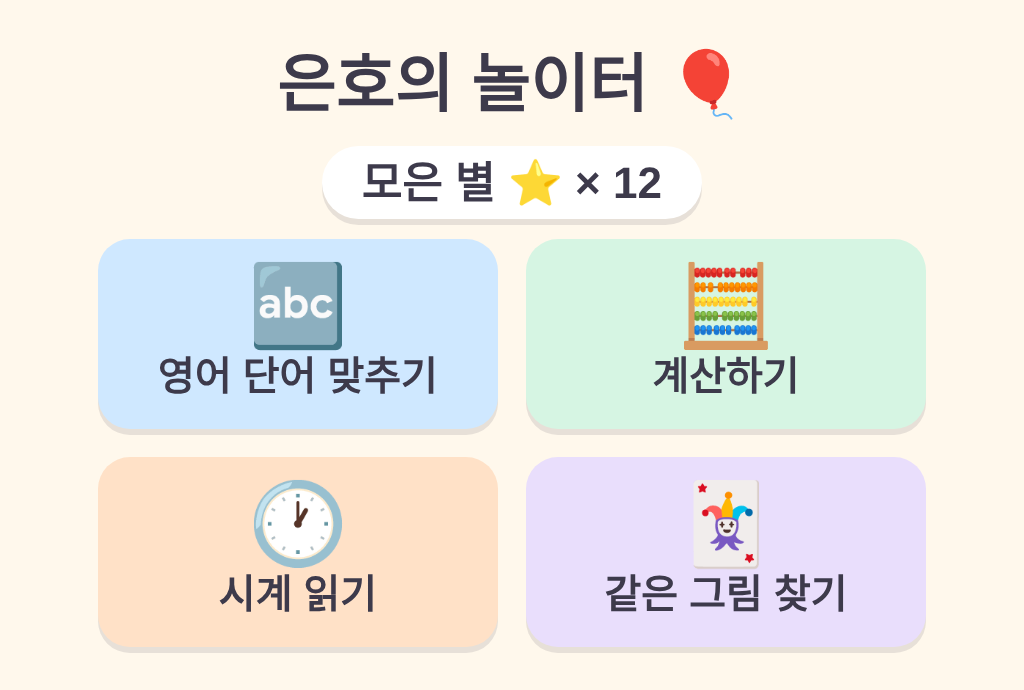 은호의 놀이터 🎈
모은 별 ⭐ × 12
abc
영어 단어 맞추기
계산하기
시계 읽기
같은 그림 찾기